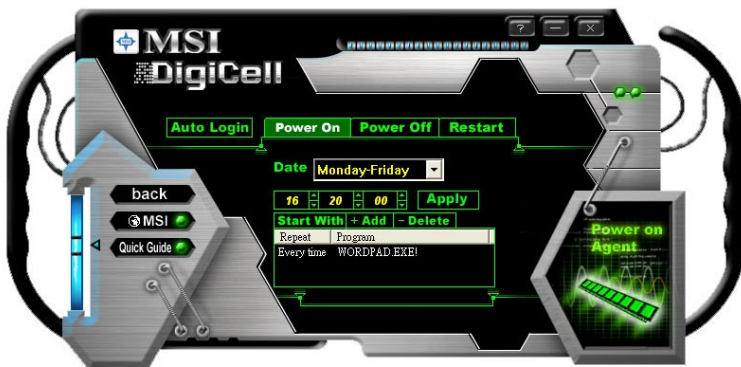 MSI
DigiCell
? — ×
Auto Login Power On Power Off Restart
Date Monday-Friday
16 20 00 Apply
Start With + Add - Delete
Repeat Program
Every time WORDPAD.EXE!
back
MSI
Quick Guide
Power on
Agent